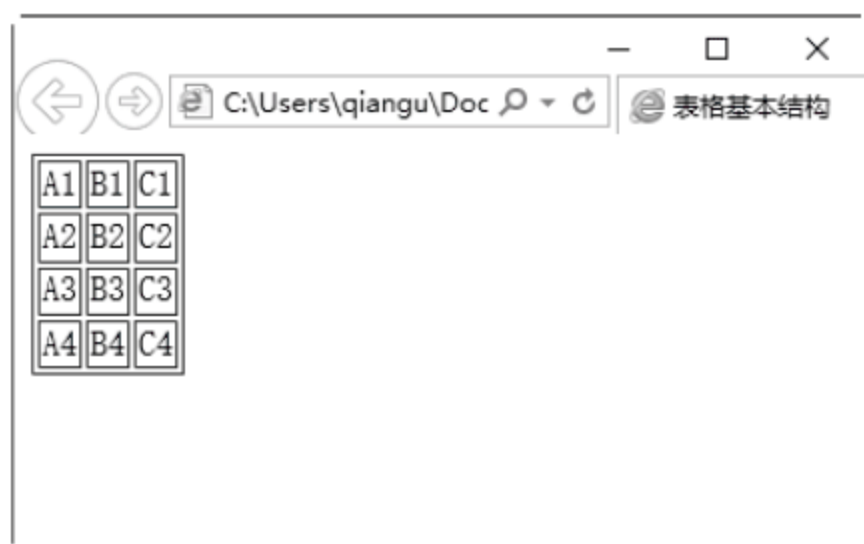 C:\Users\qiangu\Doc
表格基本结构
A1 B1 C1
A2 B2 C2
A3 B3 C3
A4 B4 C4